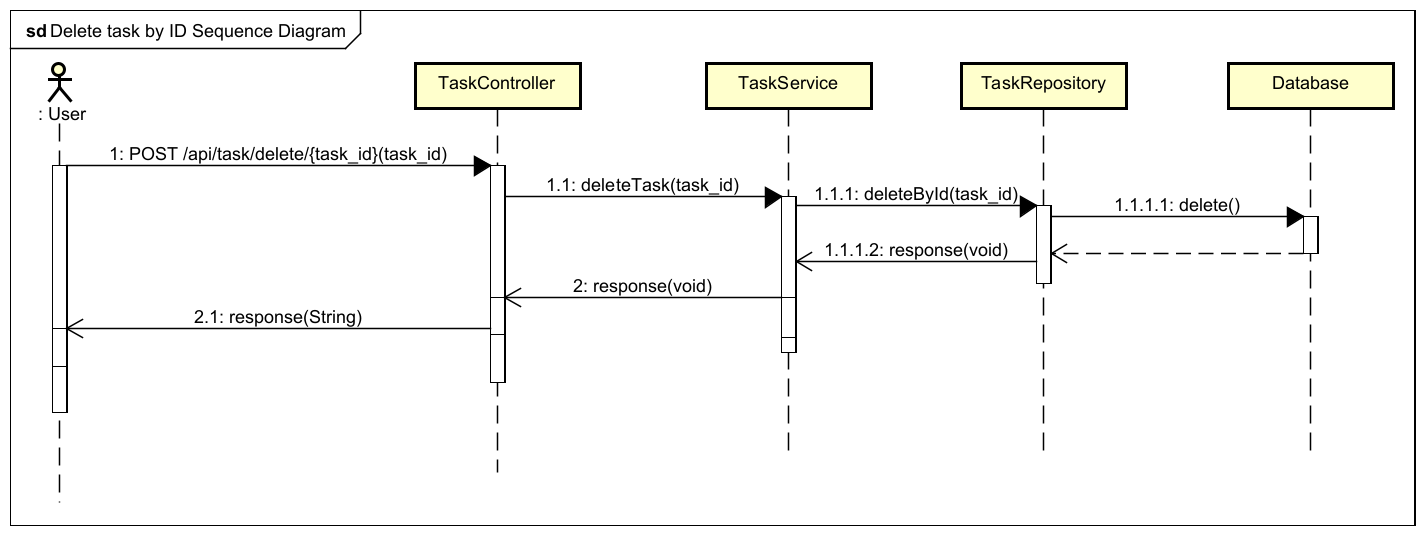 sd Delete task by ID Sequence Diagram
: User
TaskController
TaskService
TaskRepository
Database
1: POST /api/task/delete/{task_id}(task_id)
1.1: deleteTask(task_id)
1.1.1: deleteById(task_id)
1.1.1.1: delete()
1.1.1.2: response(void)
2: response(void)
2.1: response(String)